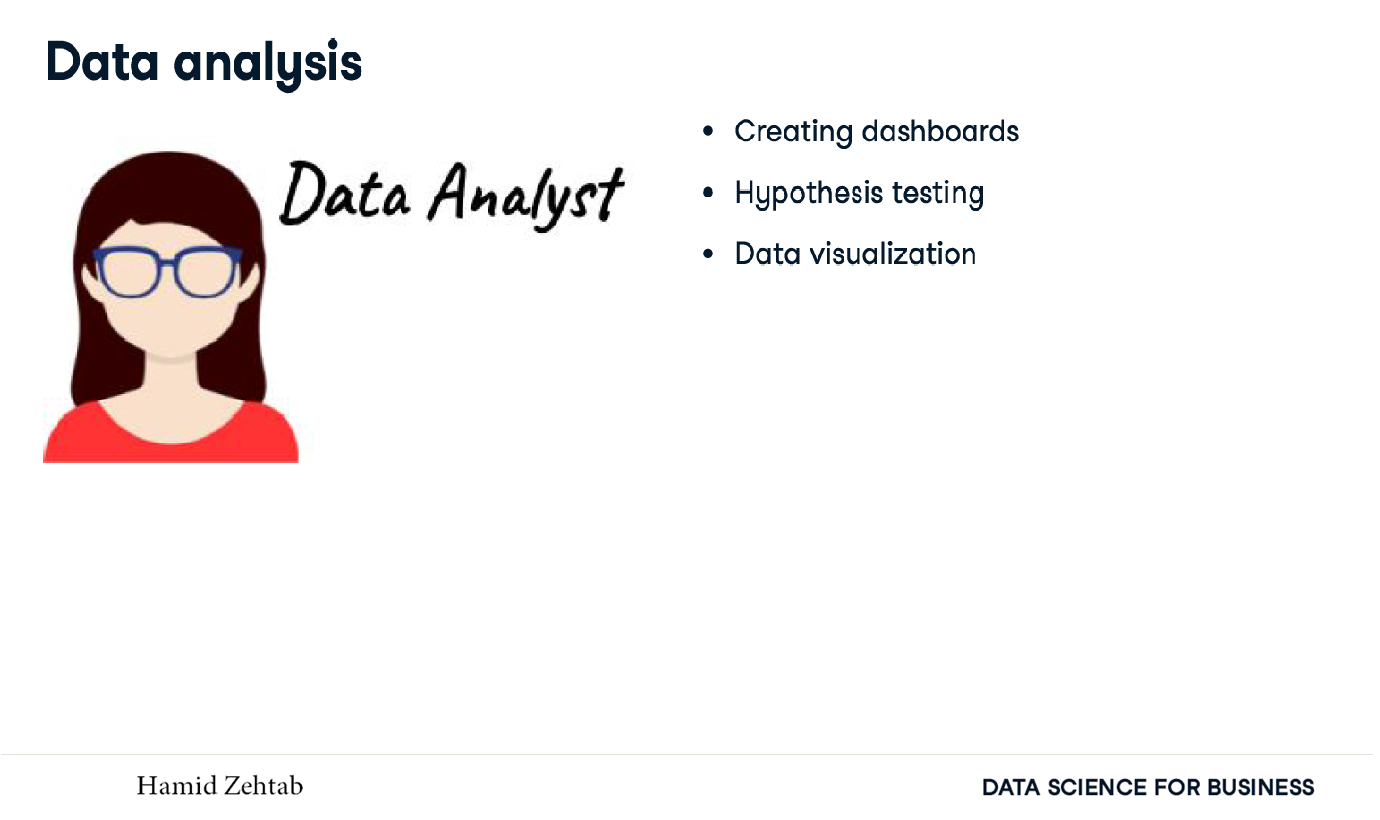 Data analysis
Data Analyst
• Creating dashboards
• Hypothesis testing
• Data visualization
Hamid Zehtab
DATA SCIENCE FOR BUSINESS